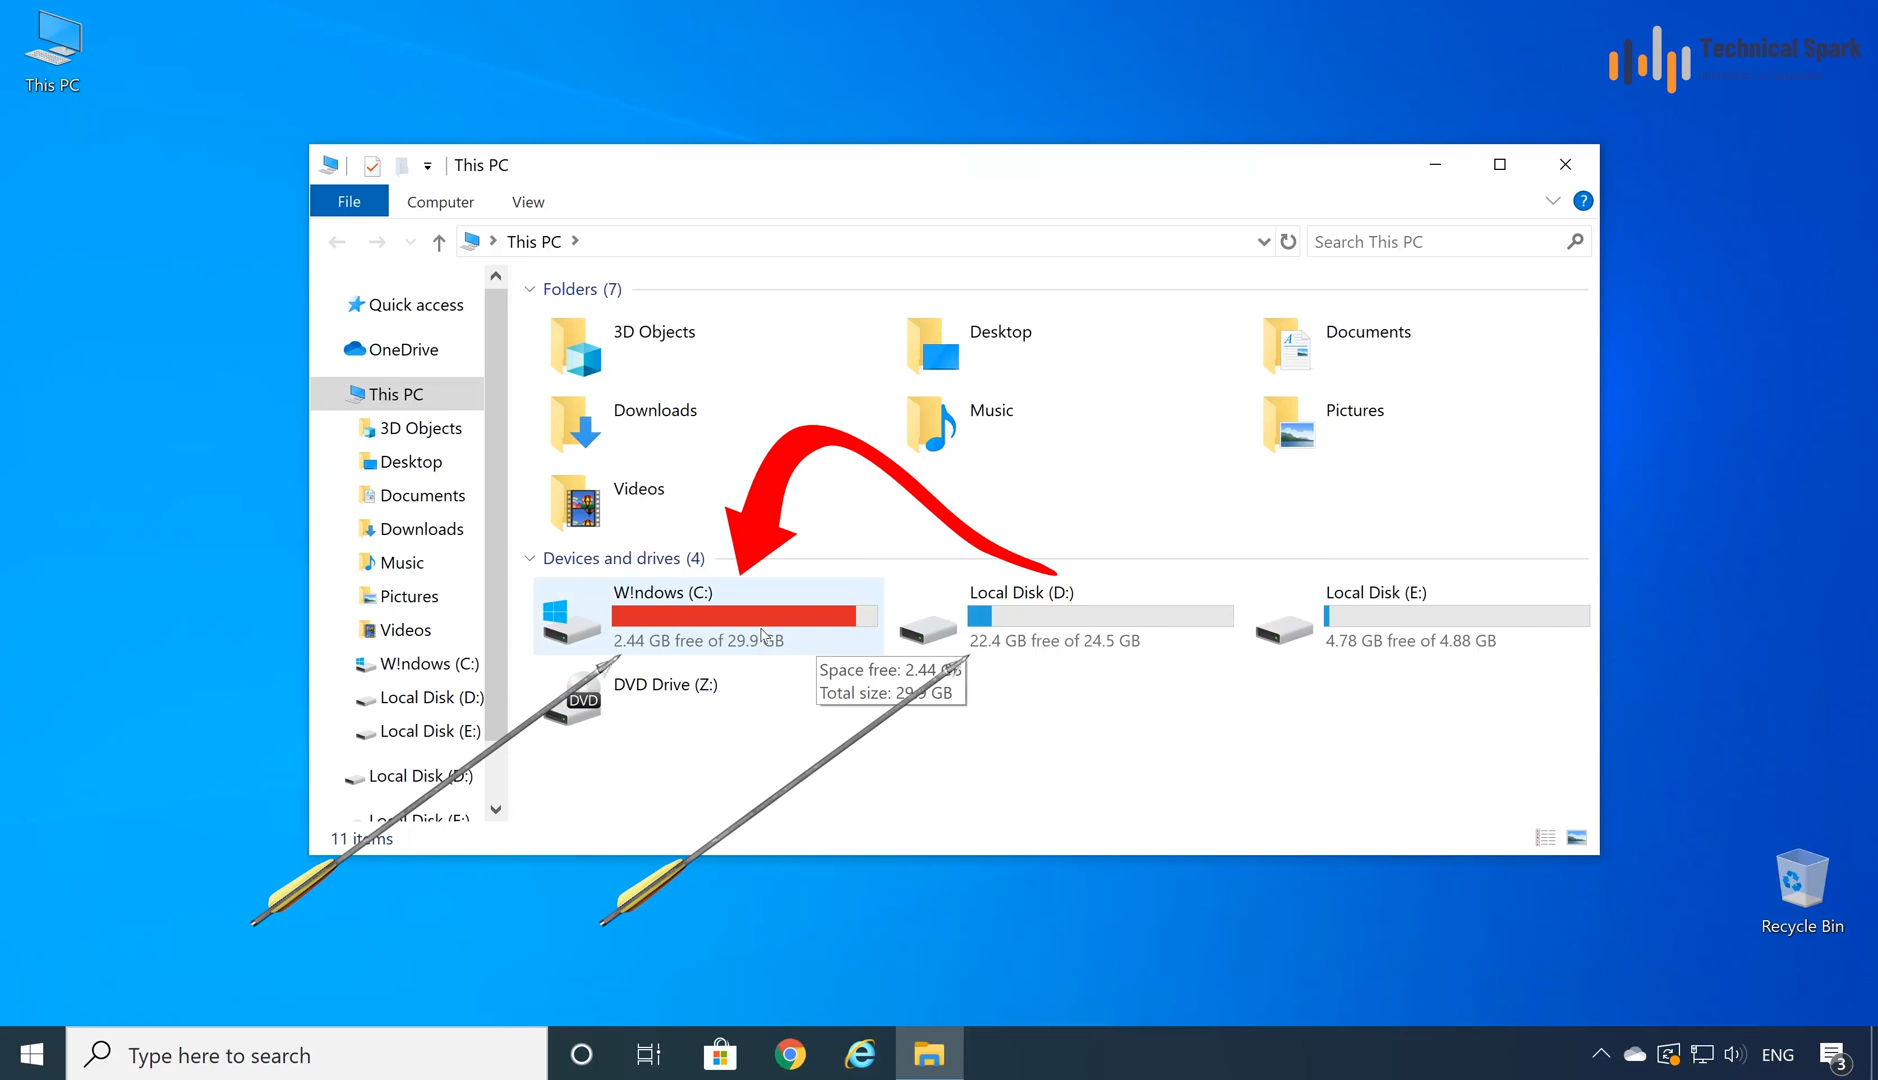 This PC
Technical Spark
This PC
File
Computer
View
?
This PC
Search This PC
Quick access
OneDrive
This PC
3D Objects
Desktop
Documents
Downloads
Music
Pictures
Videos
W!ndows (C:)
Local Disk (D:)
Local Disk (E:)
Local Disk (D:)
Local Disk (E:)
Folders (7)
3D Objects
Desktop
Documents
Downloads
Music
Pictures
Videos
Devices and drives (4)
W!ndows (C:)
2.44 GB free of 29.9 GB
Local Disk (D:)
22.4 GB free of 24.5 GB
Local Disk (E:)
4.78 GB free of 4.88 GB
DVD
DVD Drive (Z:)
Space free: 2.44 GB
Total size: 29.9 GB
11 items
Recycle Bin
Type here to search
ENG
3